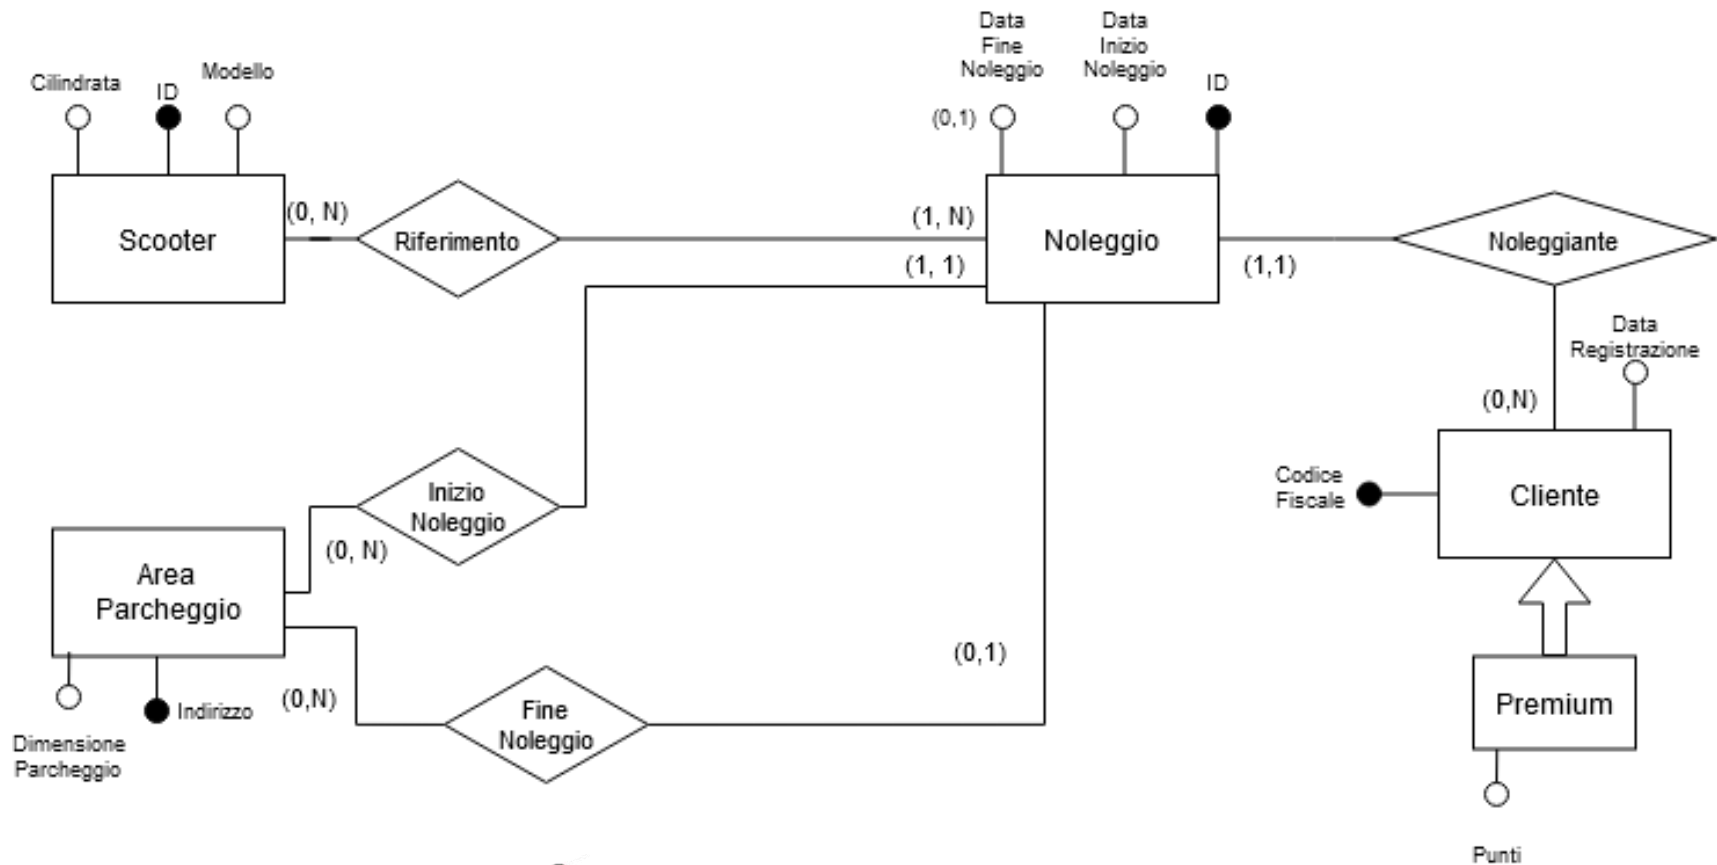 Cilindrata
ID
Modello
Data
Fine
Noleggio
Data
Inizio
Noleggio
ID
(0,1)
Scooter
(0, N)
Riferimento
(1, N)
(1, 1)
Noleggio
(1,1)
Noleggiante
Data
Registrazione
(0,N)
Codice
Fiscale
Cliente
Inizio
Noleggio
(0, N)
Area
Parcheggio
(0,N)
Indirizzo
Dimensione
Parcheggio
Fine
Noleggio
(0,1)
Premium
Punti